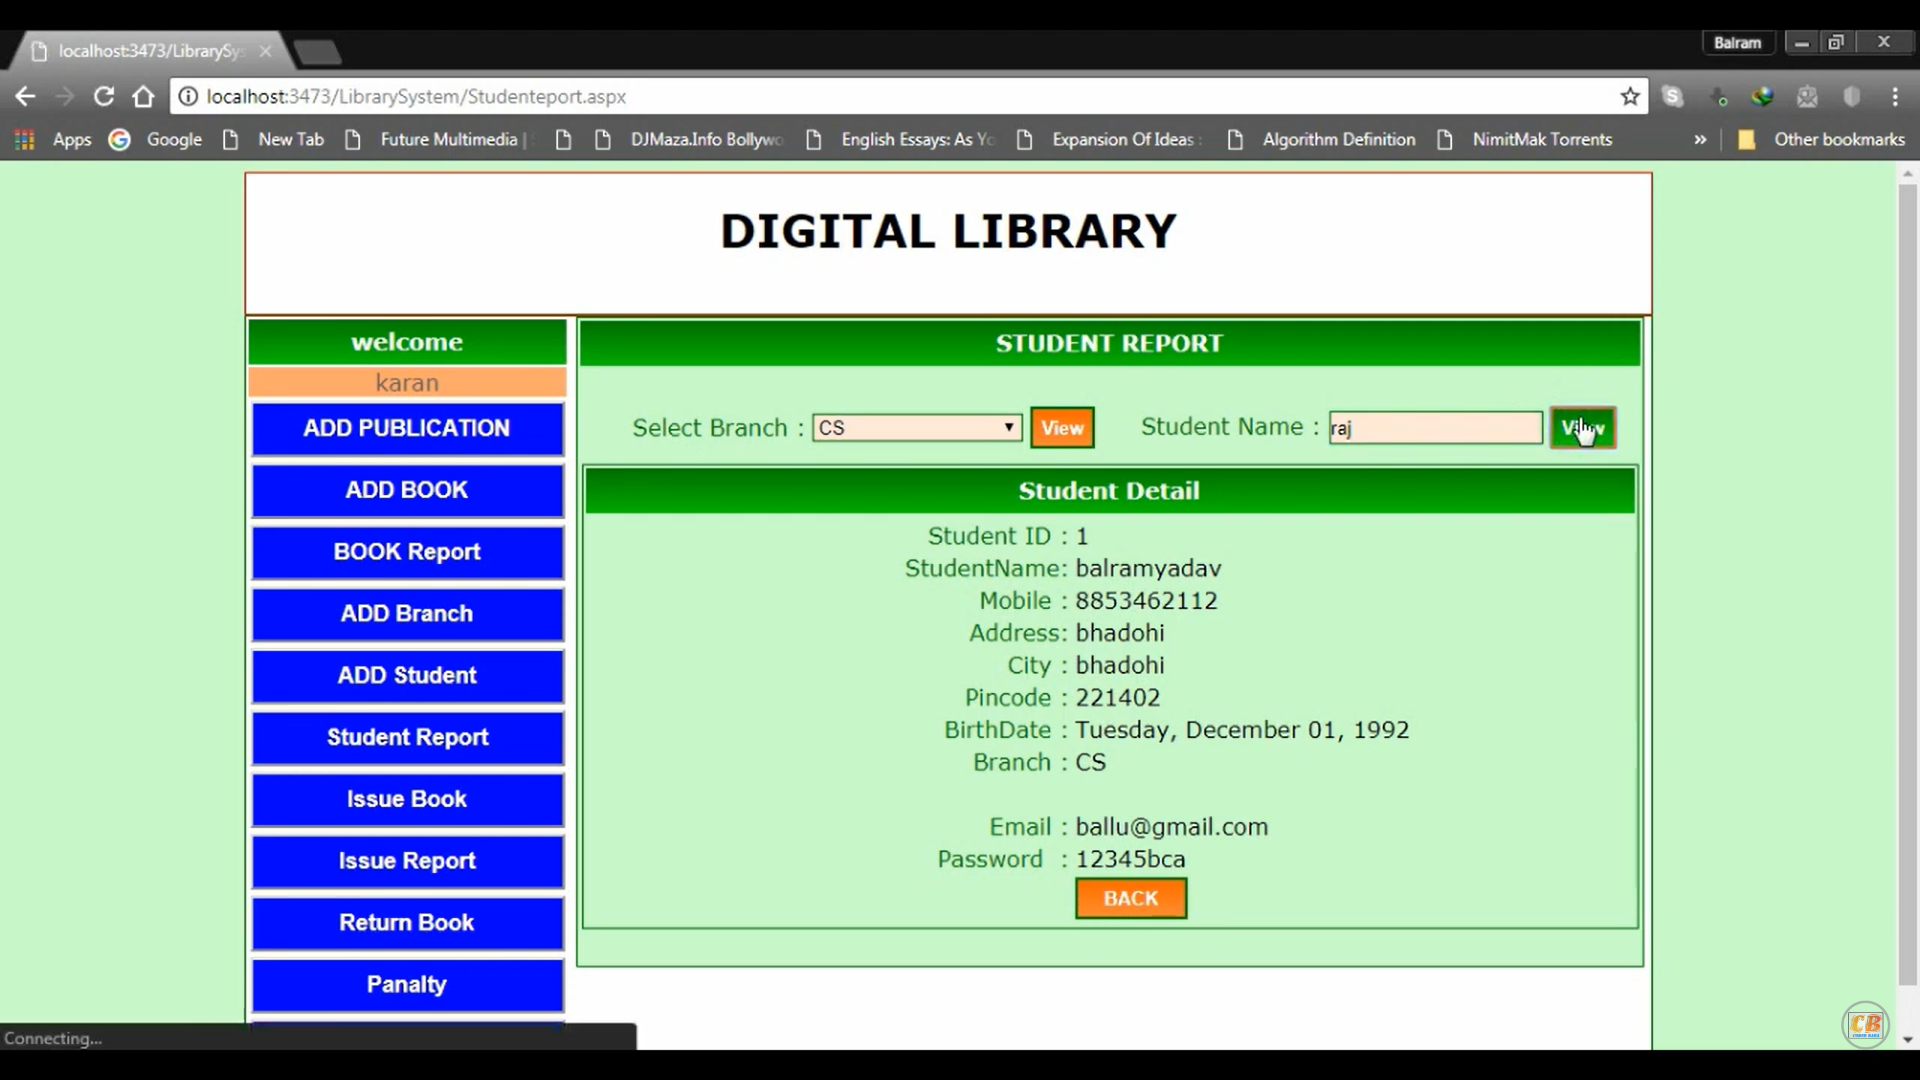 localhost:3473/LibrarySys
Balram
localhost:3473/LibrarySystem/Studenteport.aspx
Apps Google New Tab Future Multimedia | DJMaza.Info Bollywo English Essays: As Yo Expansion Of Ideas : Algorithm Definition NimitMak Torrents » Other bookmarks
DIGITAL LIBRARY
welcome
karan
ADD PUBLICATION
ADD BOOK
BOOK Report
ADD Branch
ADD Student
Student Report
Issue Book
Issue Report
Return Book
Panalty
STUDENT REPORT
Select Branch : CS View Student Name : raj View
Student Detail
Student ID : 1
StudentName: balramyadav
Mobile : 8853462112
Address: bhadohi
City : bhadohi
Pincode : 221402
BirthDate : Tuesday, December 01, 1992
Branch : CS
Email : ballu@gmail.com
Password : 12345bca
BACK
Connecting...
CB